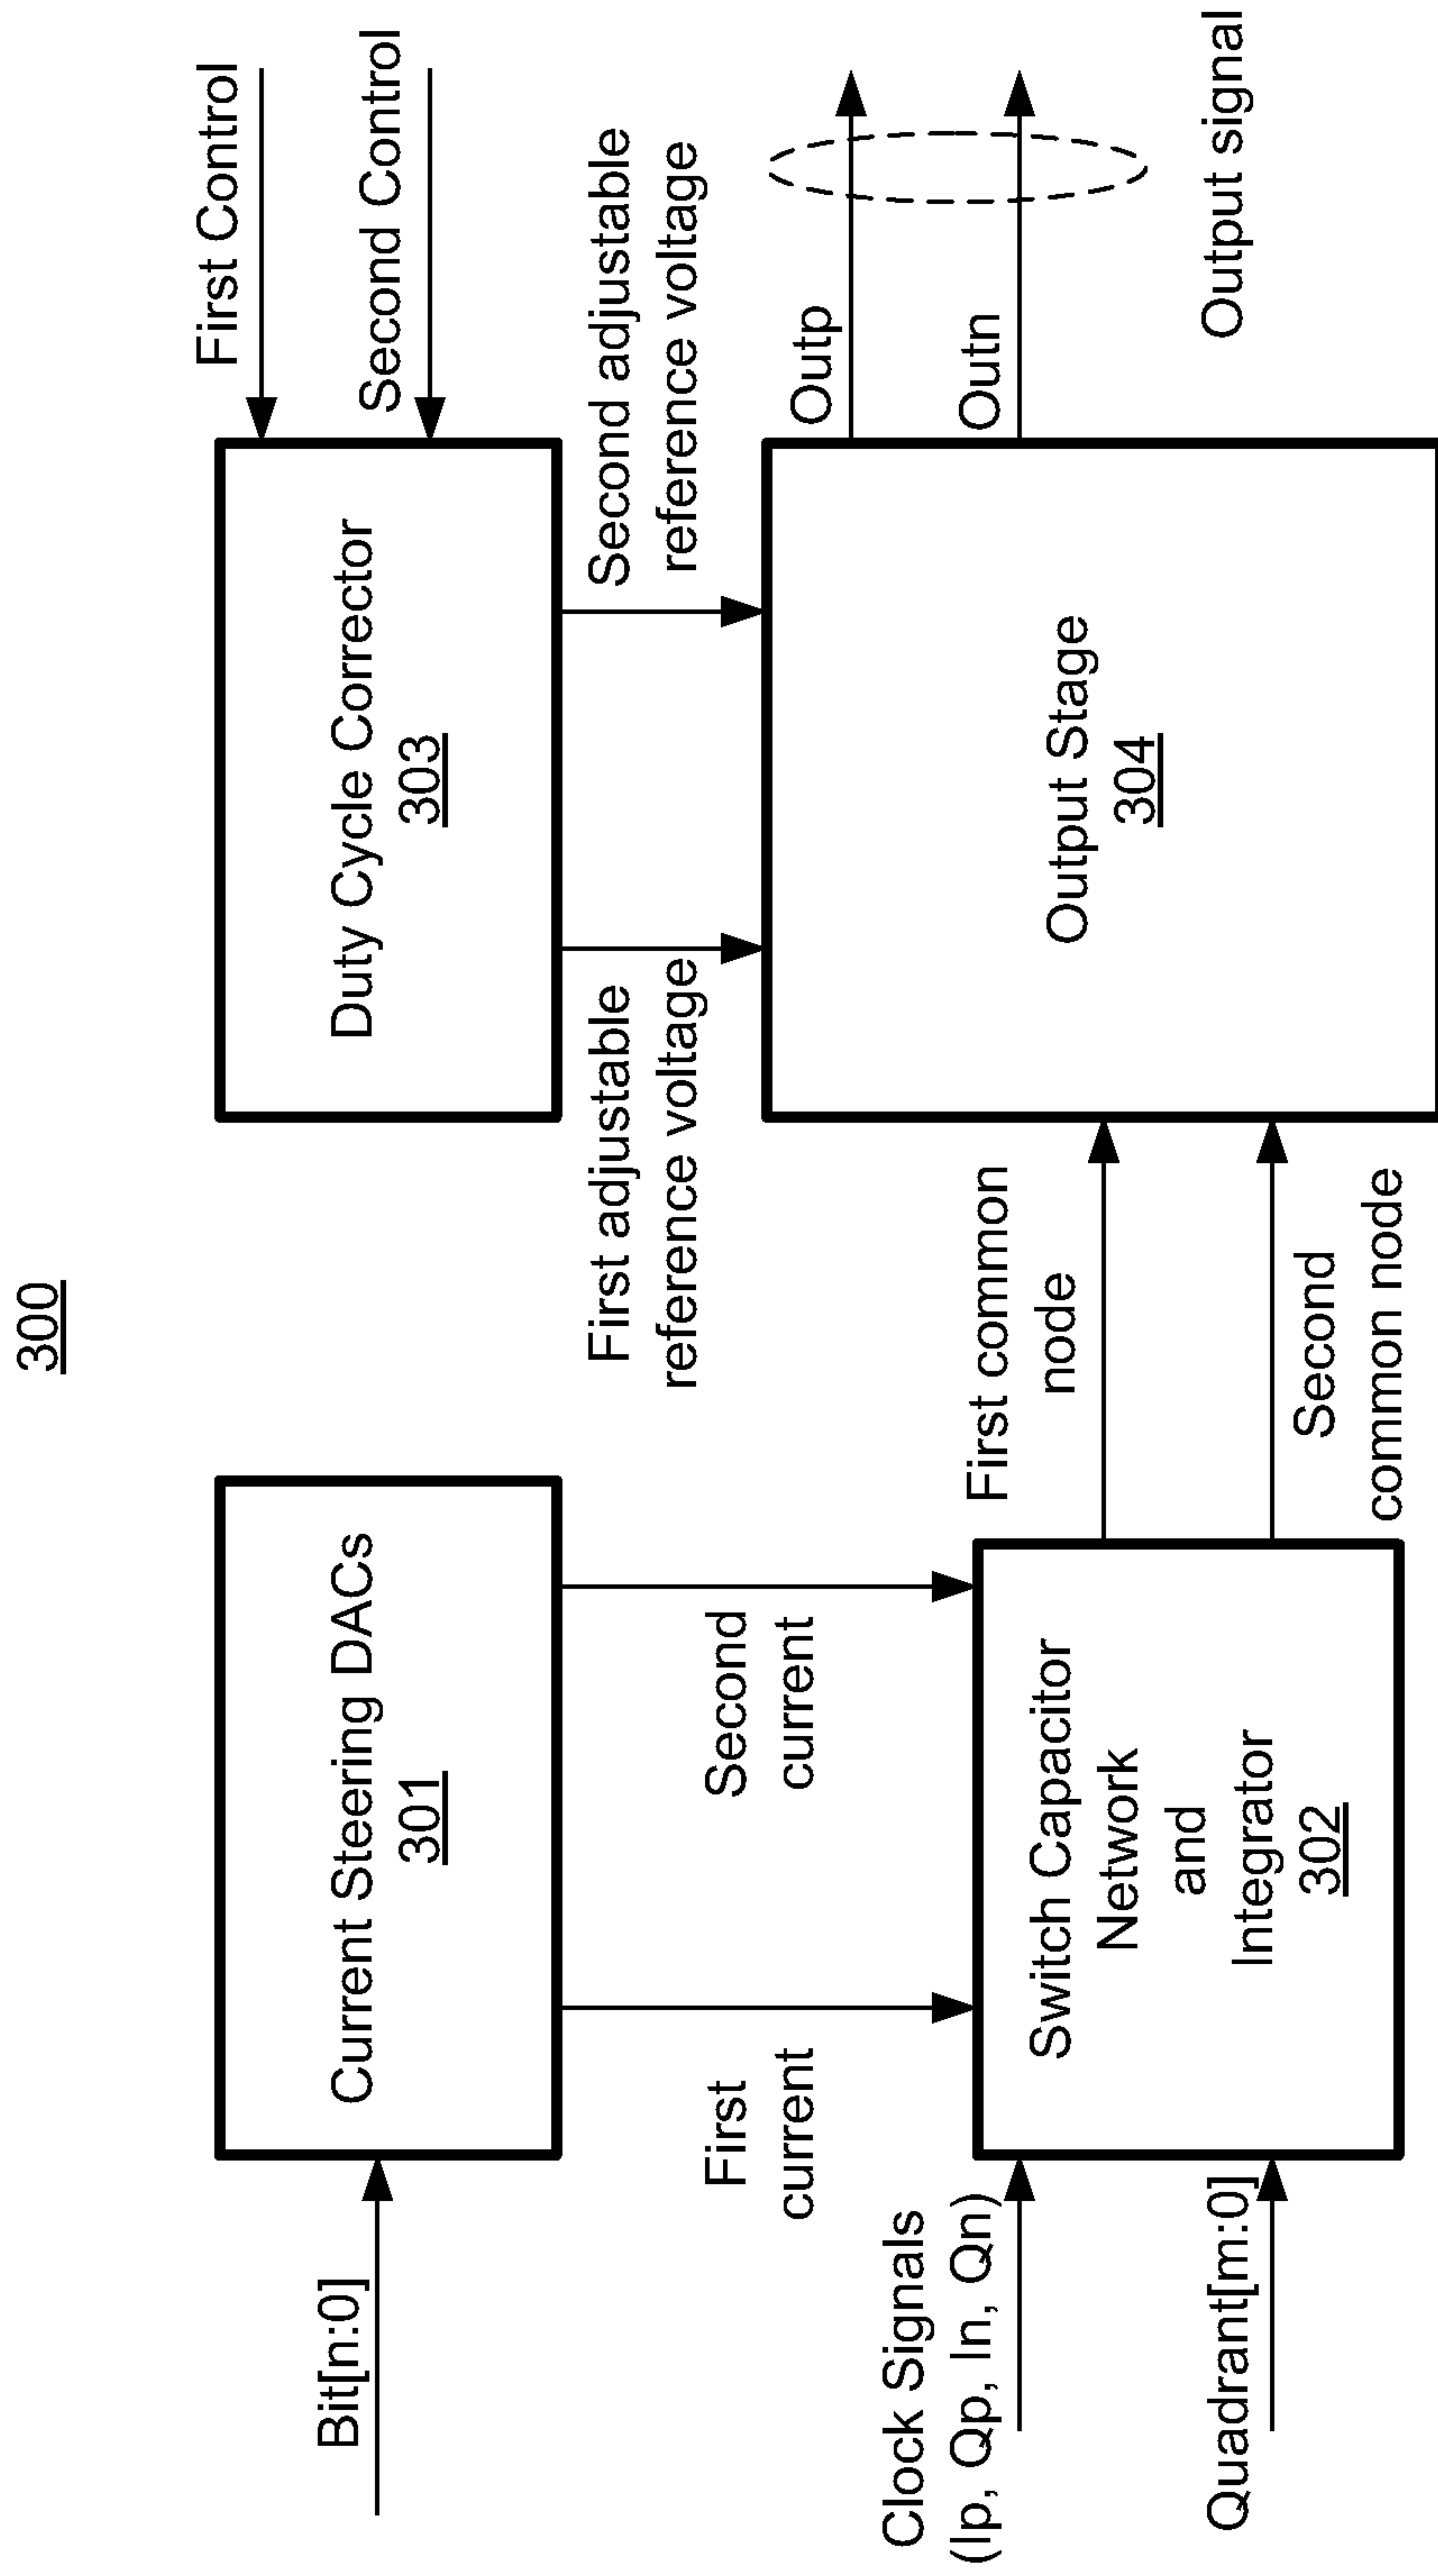 300
First Control
Second Control
Bit[n:0]
Current Steering DACs
301
Duty Cycle Corrector
303
First adjustable
reference voltage
Second adjustable
reference voltage
First
current
Second
current
Clock Signals
(Ip, Qp, In, Qn)
Quadrant[m:0]
Switch Capacitor
Network
and
Integrator
302
First common
node
Second
common node
Output Stage
304
Outp
Outn
Output signal